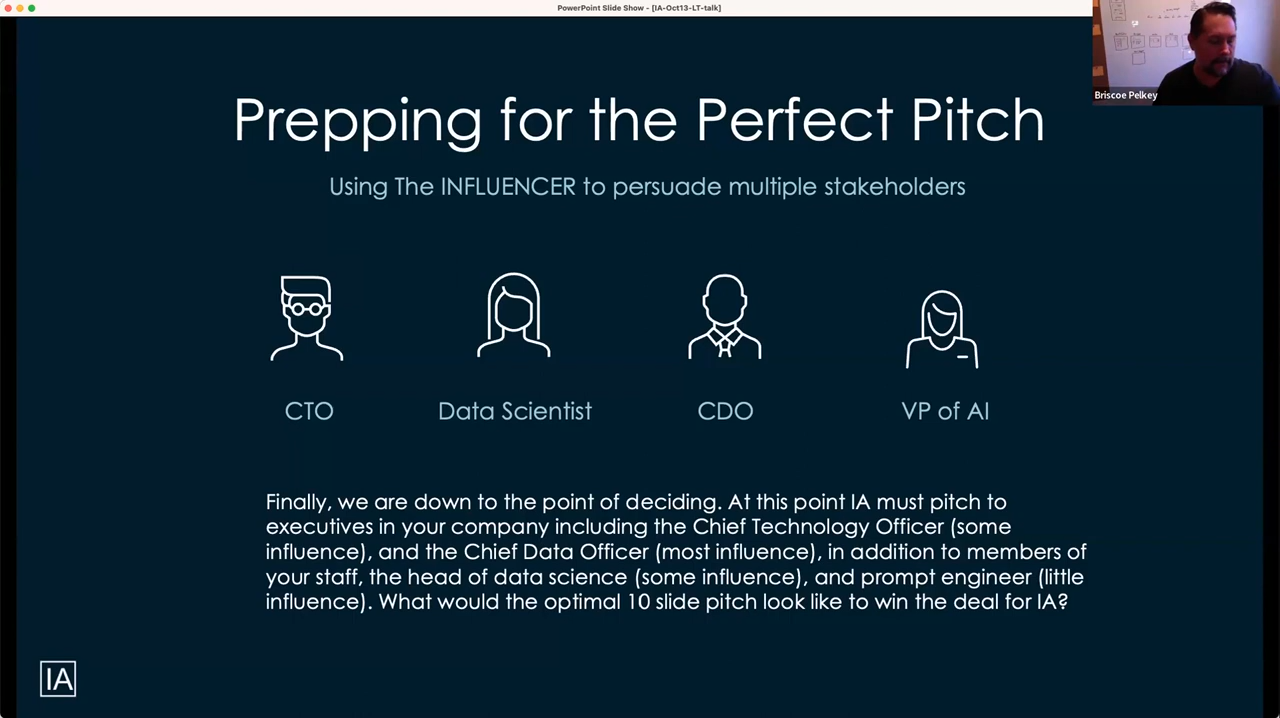 PowerPoint Slide Show - [IA-Oct13-LT-talk]
Briscoe Pelkey
Prepping for the Perfect Pitch
Using The INFLUENCER to persuade multiple stakeholders
CTO
Data Scientist
CDO
VP of AI
Finally, we are down to the point of deciding. At this point IA must pitch to
executives in your company including the Chief Technology Officer (some
influence), and the Chief Data Officer (most influence), in addition to members of
your staff, the head of data science (some influence), and prompt engineer (little
influence). What would the optimal 10 slide pitch look like to win the deal for IA?
IA